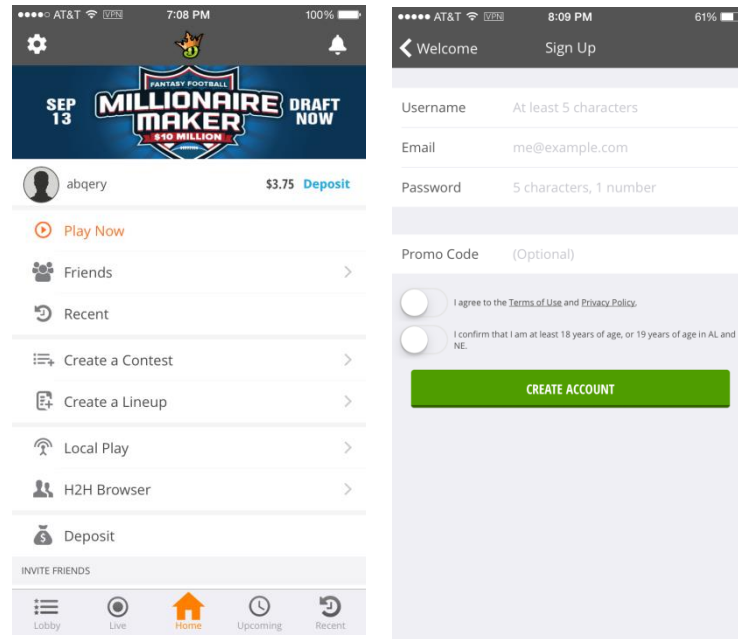 AT&T VPN 7:08 PM 100%
SEP 13
FANTASY FOOTBALL
MILLIONAIRE MAKER
$10 MILLION
DRAFT NOW
abqery $3.75 Deposit
Play Now
Friends
Recent
Create a Contest
Create a Lineup
Local Play
H2H Browser
Deposit
INVITE FRIENDS
Lobby Live Home Upcoming Recent
AT&T VPN 8:09 PM 61%
Welcome Sign Up
Username At least 5 characters
Email me@example.com
Password 5 characters, 1 number
Promo Code (Optional)
I agree to the Terms of Use and Privacy Policy.
I confirm that I am at least 18 years of age, or 19 years of age in AL and
NE.
CREATE ACCOUNT